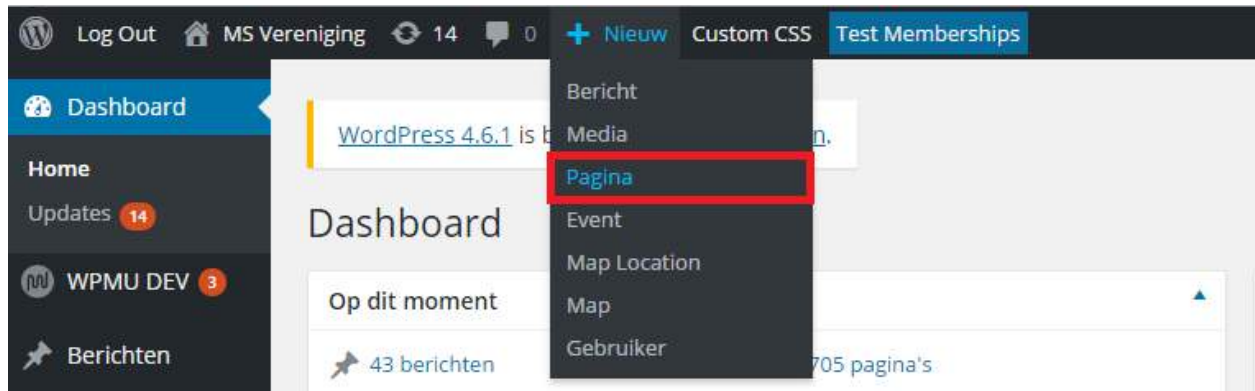 Log Out MS Vereniging 14 0 Nieuw Custom CSS Test Memberships
Dashboard
Home
Updates 14
WPMU DEV 3
Berichten
Bericht
Media
Pagina
Event
Map Location
Map
Gebruiker
WordPress 4.6.1 is n.
Dashboard
Op dit moment
43 berichten 705 pagina's